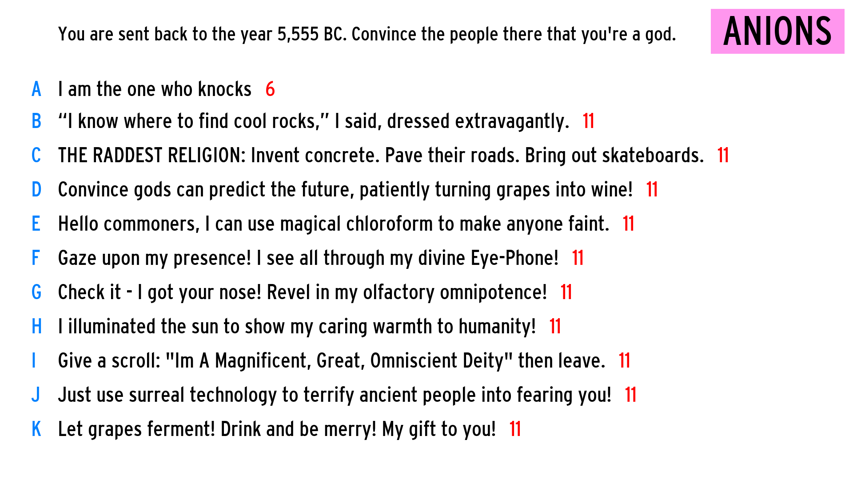 You are sent back to the year 5,555 BC. Convince the people there that you're a god.
ANIONS
A I am the one who knocks 6
B “I know where to find cool rocks,” I said, dressed extravagantly. 11
C THE RADDEST RELIGION: Invent concrete. Pave their roads. Bring out skateboards. 11
D Convince gods can predict the future, patiently turning grapes into wine! 11
E Hello commoners, I can use magical chloroform to make anyone faint. 11
F Gaze upon my presence! I see all through my divine Eye-Phone! 11
G Check it - I got your nose! Revel in my olfactory omnipotence! 11
H I illuminated the sun to show my caring warmth to humanity! 11
I Give a scroll: "Im A Magnificent, Great, Omniscient Deity" then leave. 11
J Just use surreal technology to terrify ancient people into fearing you! 11
K Let grapes ferment! Drink and be merry! My gift to you! 11